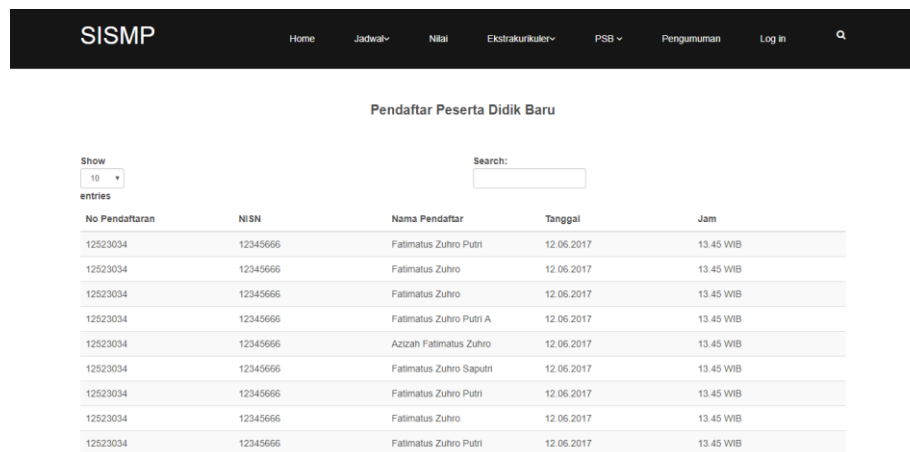 SISMP Home Jadwal Nilai Ekstrakurikuler PSB Pengumuman Log in
Pendaftar Peserta Didik Baru
Show Search:
10
entries
No Pendaftaran NISN Nama Pendaftar Tanggal Jam
12523034 12345666 Fatimatus Zuhro Putri 12.06.2017 13.45 WIB
12523034 12345666 Fatimatus Zuhro 12.06.2017 13.45 WIB
12523034 12345666 Fatimatus Zuhro 12.06.2017 13.45 WIB
12523034 12345666 Fatimatus Zuhro Putri A 12.06.2017 13.45 WIB
12523034 12345666 Azizah Fatimatus Zuhro 12.06.2017 13.45 WIB
12523034 12345666 Fatimatus Zuhro Saputri 12.06.2017 13.45 WIB
12523034 12345666 Fatimatus Zuhro Putri 12.06.2017 13.45 WIB
12523034 12345666 Fatimatus Zuhro 12.06.2017 13.45 WIB
12523034 12345666 Fatimatus Zuhro Putri 12.06.2017 13.45 WIB